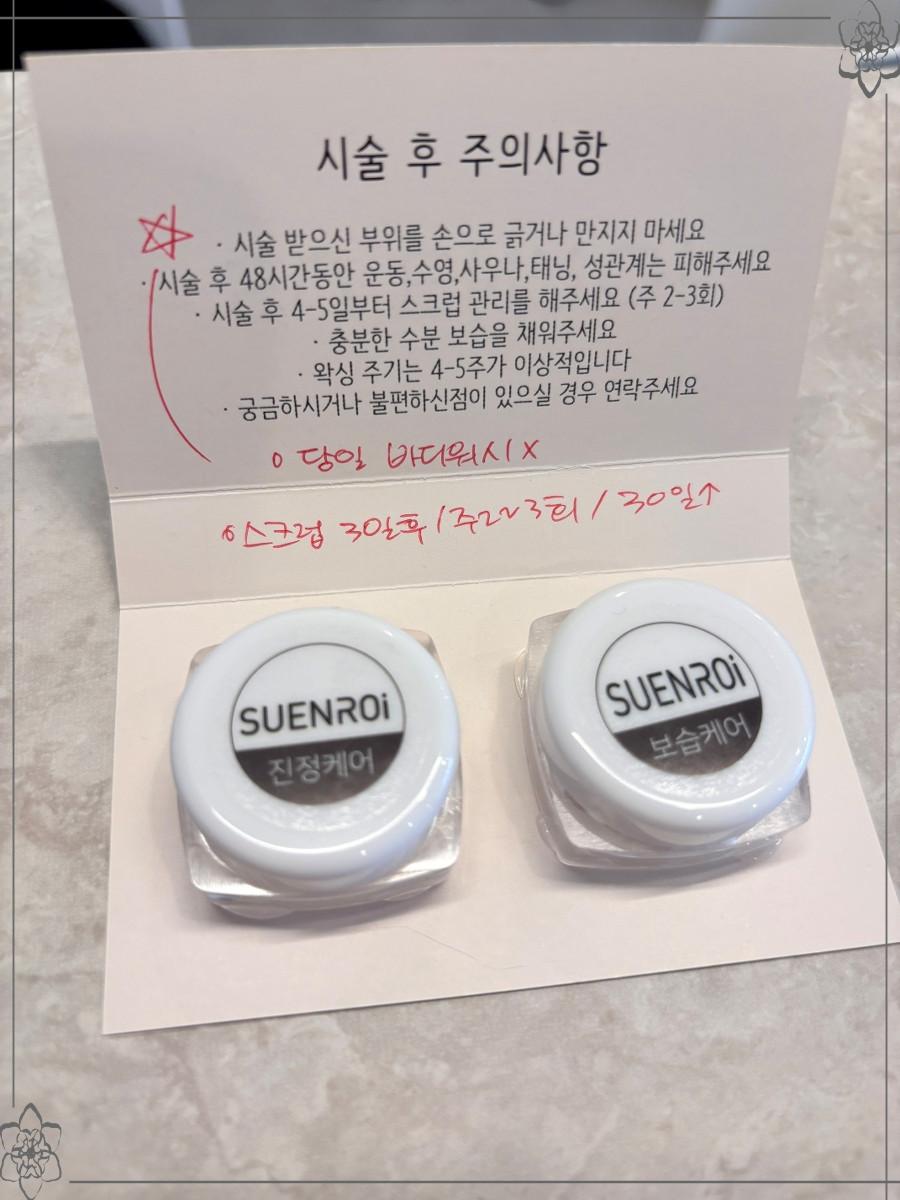 시술 후 주의사항
· 시술 받으신 부위를 손으로 긁거나 만지지 마세요
· 시술 후 48시간동안 운동,수영,사우나,태닝, 성관계는 피해주세요
· 시술 후 4-5일부터 스크럽 관리를 해주세요 (주 2-3회)
· 충분한 수분 보습을 채워주세요
· 왁싱 주기는 4-5주가 이상적입니다
· 궁금하시거나 불편하신점이 있으실 경우 연락주세요
o 당일 바디워시 x
o 스크럽 3일후 / 주2~3회 / 30일↑
SUENROi
진정케어
SUENROi
보습케어